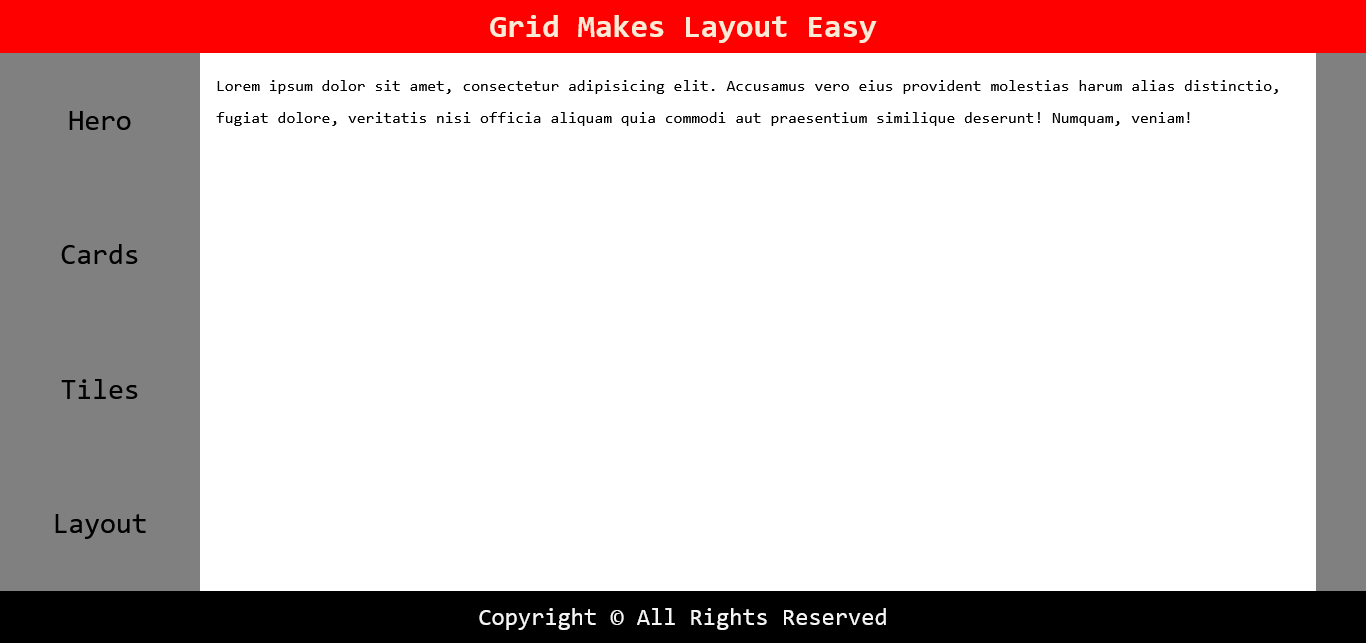 Grid Makes Layout Easy
Hero
Cards
Tiles
Layout
Lorem ipsum dolor sit amet, consectetur adipisicing elit. Accusamus vero eius provident molestias harum alias distinctio,
fugiat dolore, veritatis nisi officia aliquam quia commodi aut praesentium similique deserunt! Numquam, veniam!
Copyright © All Rights Reserved